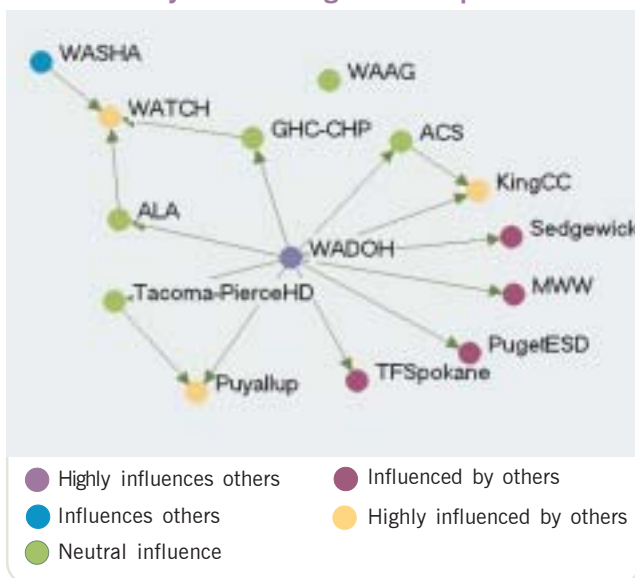 WASHA
WAAG
WATCH
GHC-CHP
ACS
KingCC
ALA
Sedgewick
WADOH
Tacoma-PierceHD
MWW
PugetESD
TFSpokane
Puyallup
Highly influences others
Influenced by others
Influences others
Highly influenced by others
Neutral influence